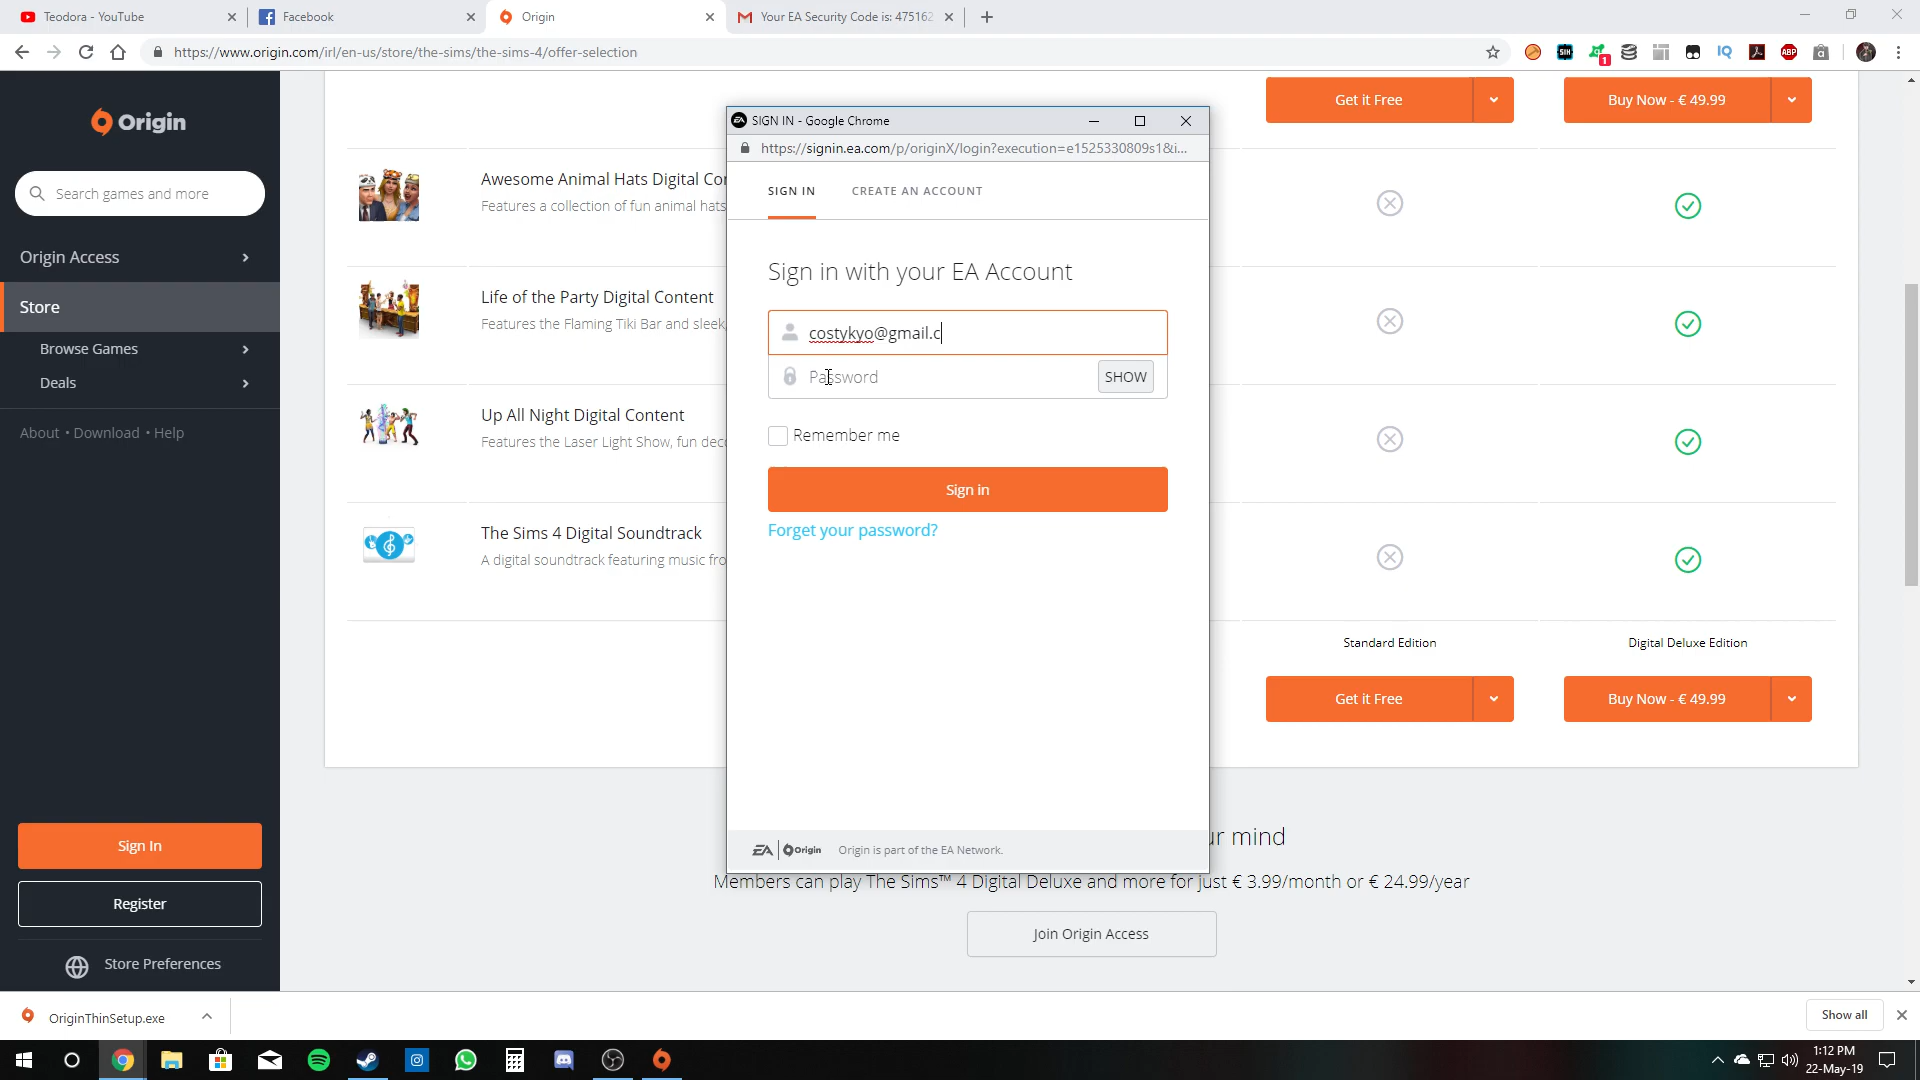 Teodora - YouTube
Facebook
Origin
Your EA Security Code is: 475162
https://www.origin.com/irl/en-us/store/the-sims/the-sims-4/offer-selection
Origin
Search games and more
Origin Access
Store
Browse Games
Deals
About • Download • Help
Sign In
Register
Store Preferences
Get it Free
Buy Now - € 49.99
Awesome Animal Hats Digital Co
Features a collection of fun animal hats
Life of the Party Digital Content
Features the Flaming Tiki Bar and sleek,
Up All Night Digital Content
Features the Laser Light Show, fun dec
The Sims 4 Digital Soundtrack
A digital soundtrack featuring music fro
Standard Edition
Digital Deluxe Edition
Get it Free
Buy Now - € 49.99
SIGN IN - Google Chrome
https://signin.ea.com/p/originX/login?execution=e1525330809s1&i...
SIGN IN
CREATE AN ACCOUNT
Sign in with your EA Account
costykyo@gmail.c
Password
SHOW
Remember me
Sign in
Forget your password?
EA
Origin
Origin is part of the EA Network.
ur mind
Members can play The Sims™ 4 Digital Deluxe and more for just € 3.99/month or € 24.99/year
Join Origin Access
OriginThinSetup.exe
Show all
1:12 PM
22-May-19